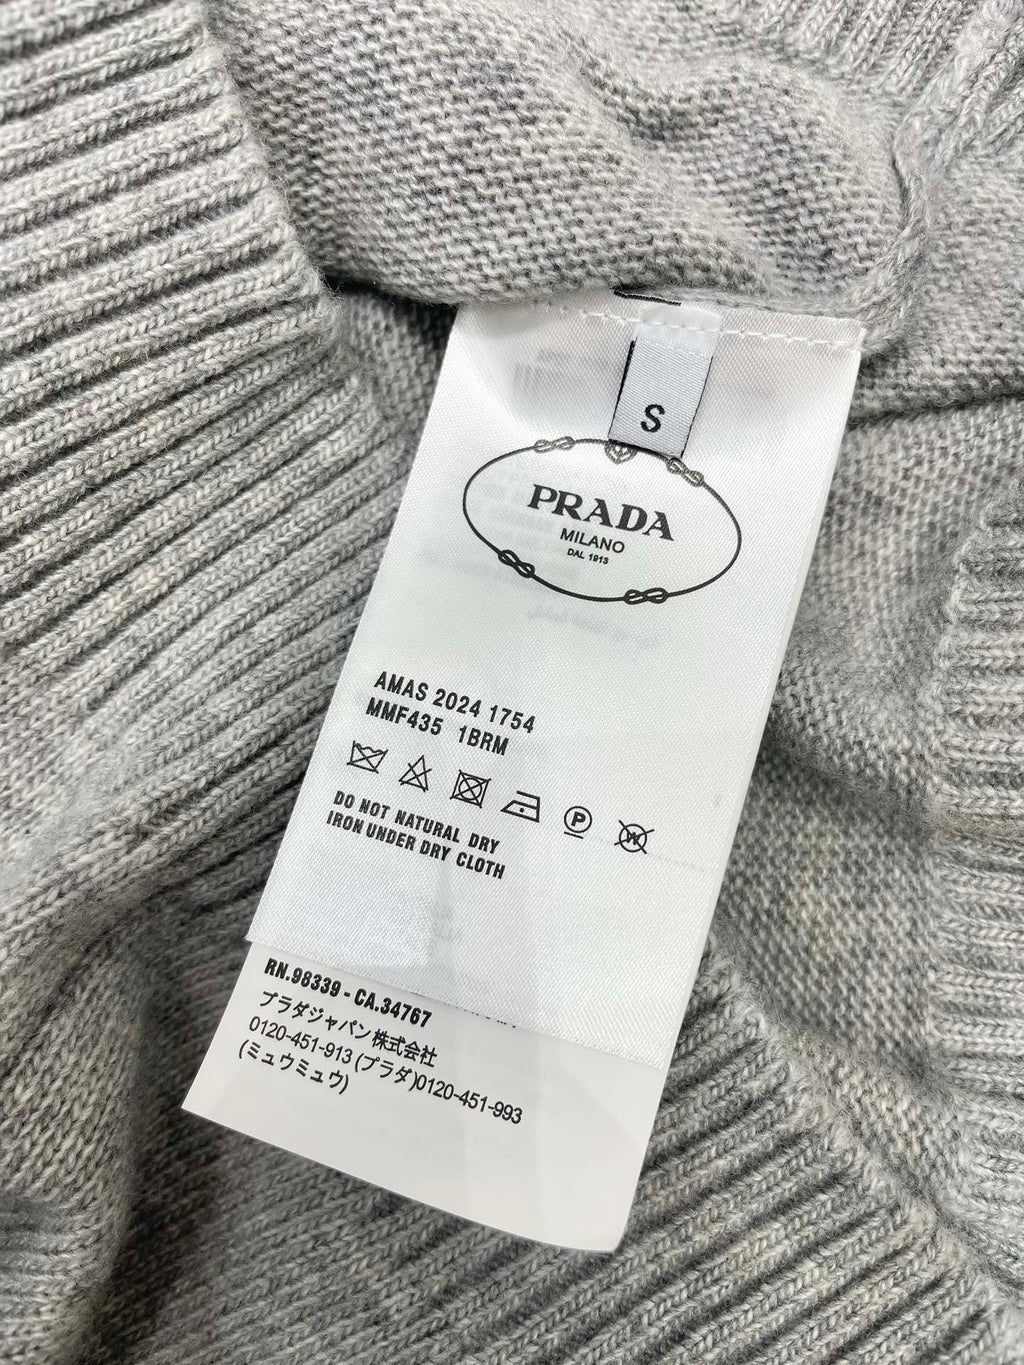 S
PRADA
MILANO
DAL 1913
AMAS 2024 1754
MMF435 1BRM
P
W
DO NOT NATURAL DRY
IRON UNDER DRY CLOTH
RN.98339 - CA.34767
プラダジャパン株式会社
0120-451-913 (プラダ)0120-451-993
(ミュウミュウ)